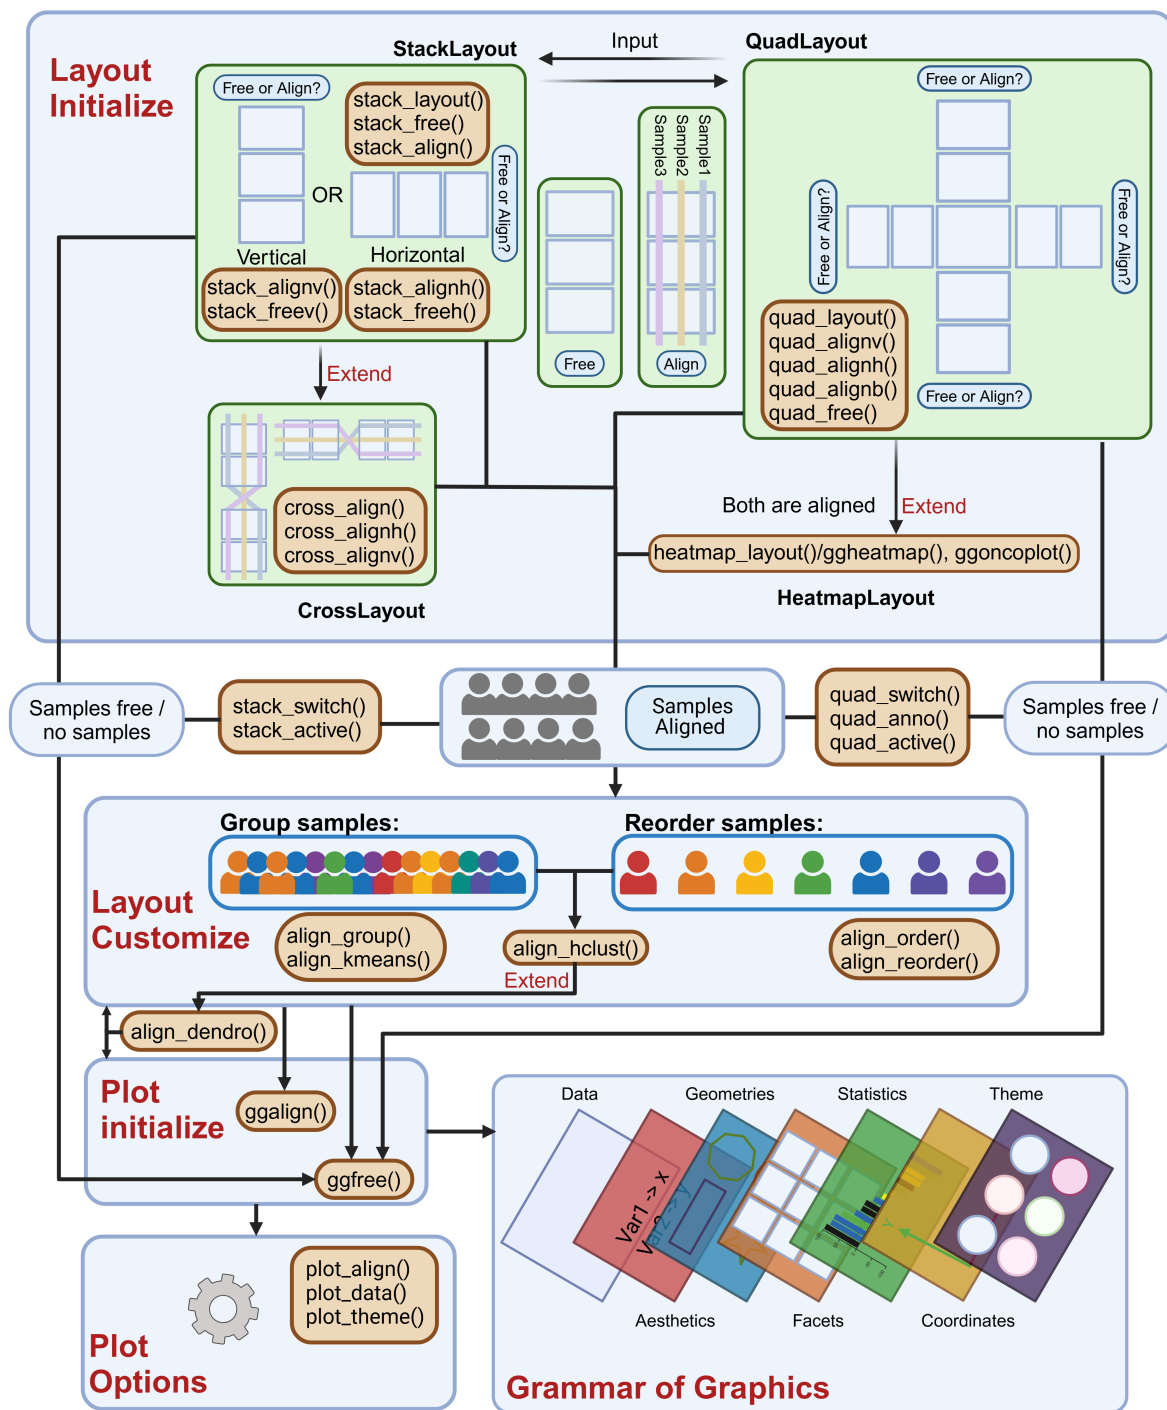 Layout
Initialize
StackLayout
Input
QuadLayout
Free or Align?
stack_layout()
stack_free()
stack_align()
Free or Align?
OR
Vertical
Horizontal
stack_alignv()
stack_freev()
stack_alignh()
stack_freeh()
Free
Sample3
Sample2
Sample1
Align
Free or Align?
Free or Align?
Free or Align?
Free or Align?
quad_layout()
quad_alignv()
quad_alignh()
quad_alignb()
quad_free()
Extend
cross_align()
cross_alignh()
cross_alignv()
CrossLayout
Both are aligned
Extend
heatmap_layout()/ggheatmap(), ggoncoplot()
HeatmapLayout
Samples free /
no samples
stack_switch()
stack_active()
Samples
Aligned
quad_switch()
quad_anno()
quad_active()
Samples free /
no samples
Group samples:
Reorder samples:
Layout
Customize
align_group()
align_kmeans()
align_hclust()
align_order()
align_reorder()
Extend
align_dendro()
Plot
initialize
ggalign()
ggfree()
Plot
Options
plot_align()
plot_data()
plot_theme()
Data
Geometries
Statistics
Theme
Var1 -> x
Var2 -> y
Y
Aesthetics
Facets
Coordinates
Grammar of Graphics